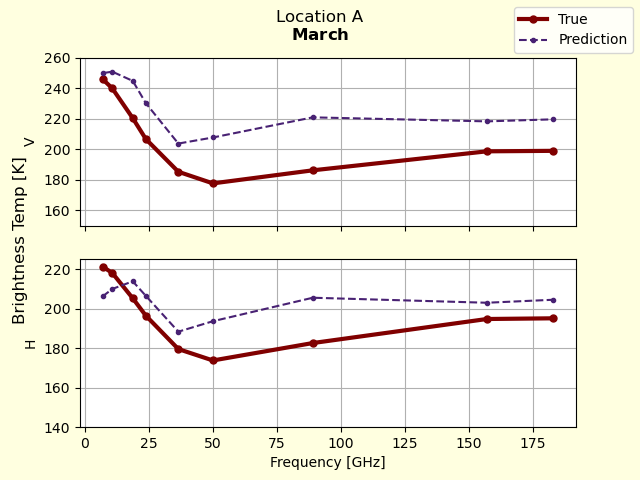 Location A
March
True
Prediction
260
240
220
200
180
160
V
220
200
180
160
140
H
Brightness Temp [K]
0 25 50 75 100 125 150 175
Frequency [GHz]